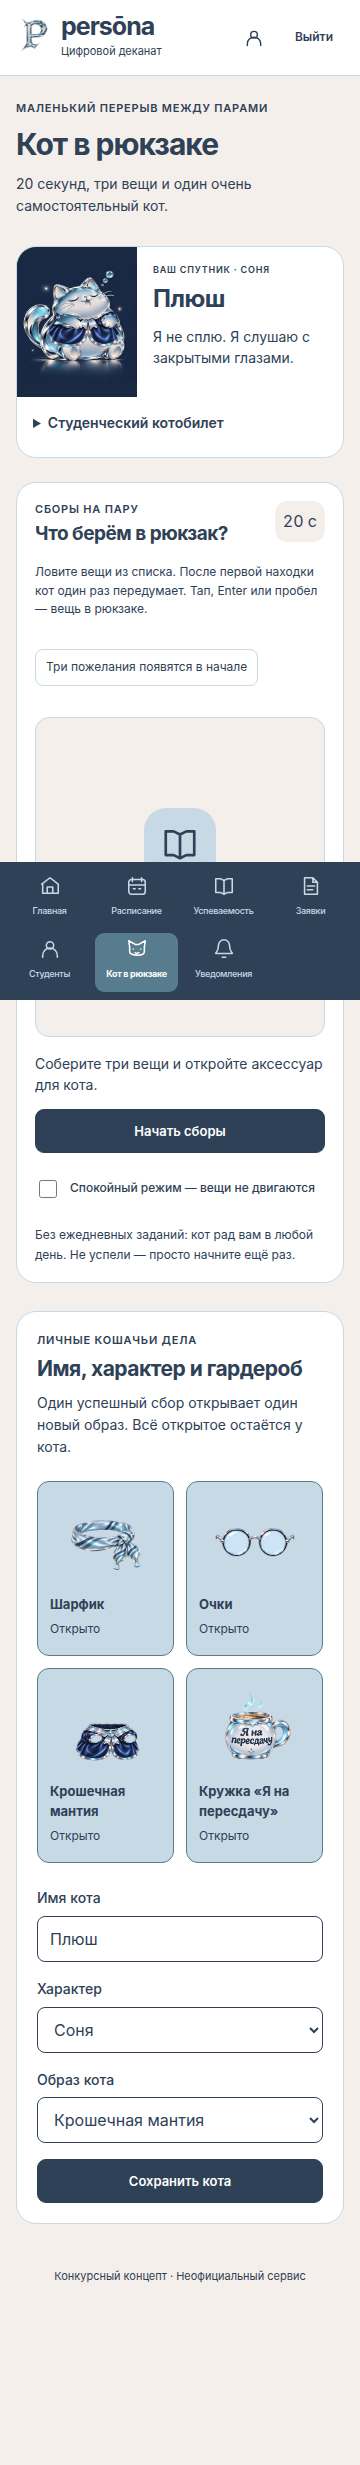 persōna
Цифровой деканат
Выйти
МАЛЕНЬКИЙ ПЕРЕРЫВ МЕЖДУ ПАРАМИ
Кот в рюкзаке
20 секунд, три вещи и один очень
самостоятельный кот.
ВАШ СПУТНИК · СОНЯ
Плюш
Я не сплю. Я слушаю с
закрытыми глазами.
Студенческий котобилет
СБОРЫ НА ПАРУ
Что берём в рюкзак?
20 с
Ловите вещи из списка. После первой находки
кот один раз передумает. Тап, Enter или пробел
— вещь в рюкзаке.
Три пожелания появятся в начале
Главная
Расписание
Успеваемость
Заявки
Студенты
Кот в рюкзаке
Уведомления
Соберите три вещи и откройте аксессуар
для кота.
Начать сборы
Спокойный режим — вещи не двигаются
Без ежедневных заданий: кот рад вам в любой
день. Не успели — просто начните ещё раз.
ЛИЧНЫЕ КОШАЧЬИ ДЕЛА
Имя, характер и гардероб
Один успешный сбор открывает один
новый образ. Всё открытое остаётся у
кота.
Шарфик
Открыто
Очки
Открыто
Крошечная
мантия
Открыто
Я на
пересдачу
Кружка «Я на
пересдачу»
Открыто
Имя кота
Плюш
Характер
Соня
Образ кота
Крошечная мантия
Сохранить кота
Конкурсный концепт · Неофициальный сервис